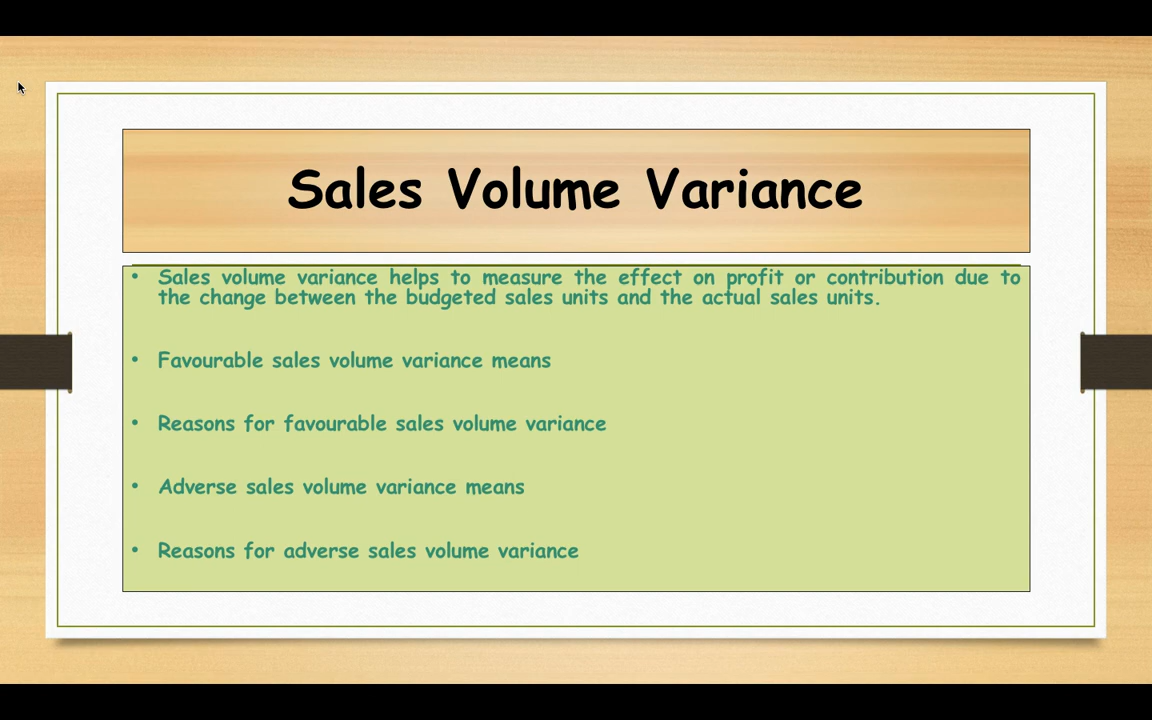 Sales Volume Variance
• Sales volume variance helps to measure the effect on profit or contribution due to
the change between the budgeted sales units and the actual sales units.
• Favourable sales volume variance means
• Reasons for favourable sales volume variance
• Adverse sales volume variance means
• Reasons for adverse sales volume variance